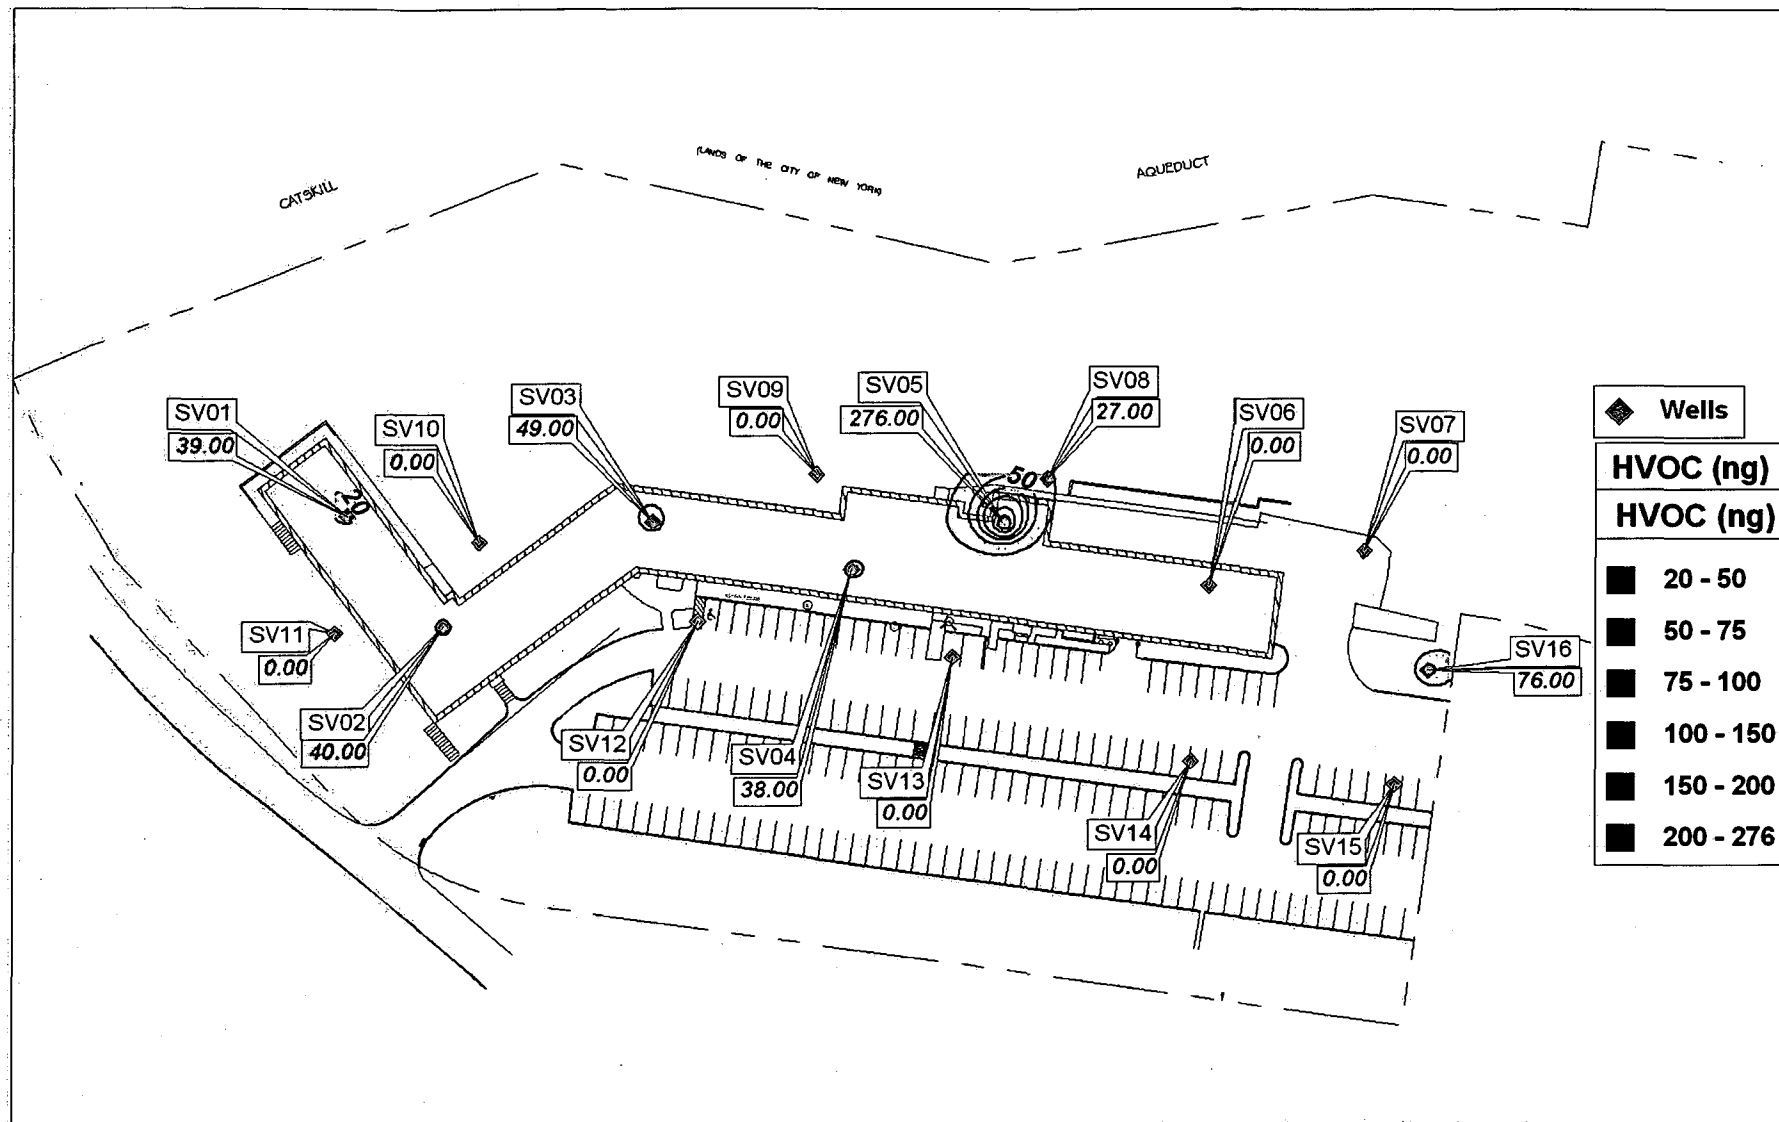 (LANDS OF THE CITY OF NEW YORK)
AQUEDUCT
CATSKILL
SV01
39.00
SV10
0.00
SV03
49.00
SV09
0.00
SV05
276.00
SV08
27.00
SV06
0.00
SV07
0.00
20
50
Wells
HVOC (ng)
HVOC (ng)
20 - 50
50 - 75
75 - 100
100 - 150
150 - 200
200 - 276
SV11
0.00
SV02
40.00
SV12
0.00
SV04
38.00
SV13
0.00
SV14
0.00
SV15
0.00
SV16
76.00